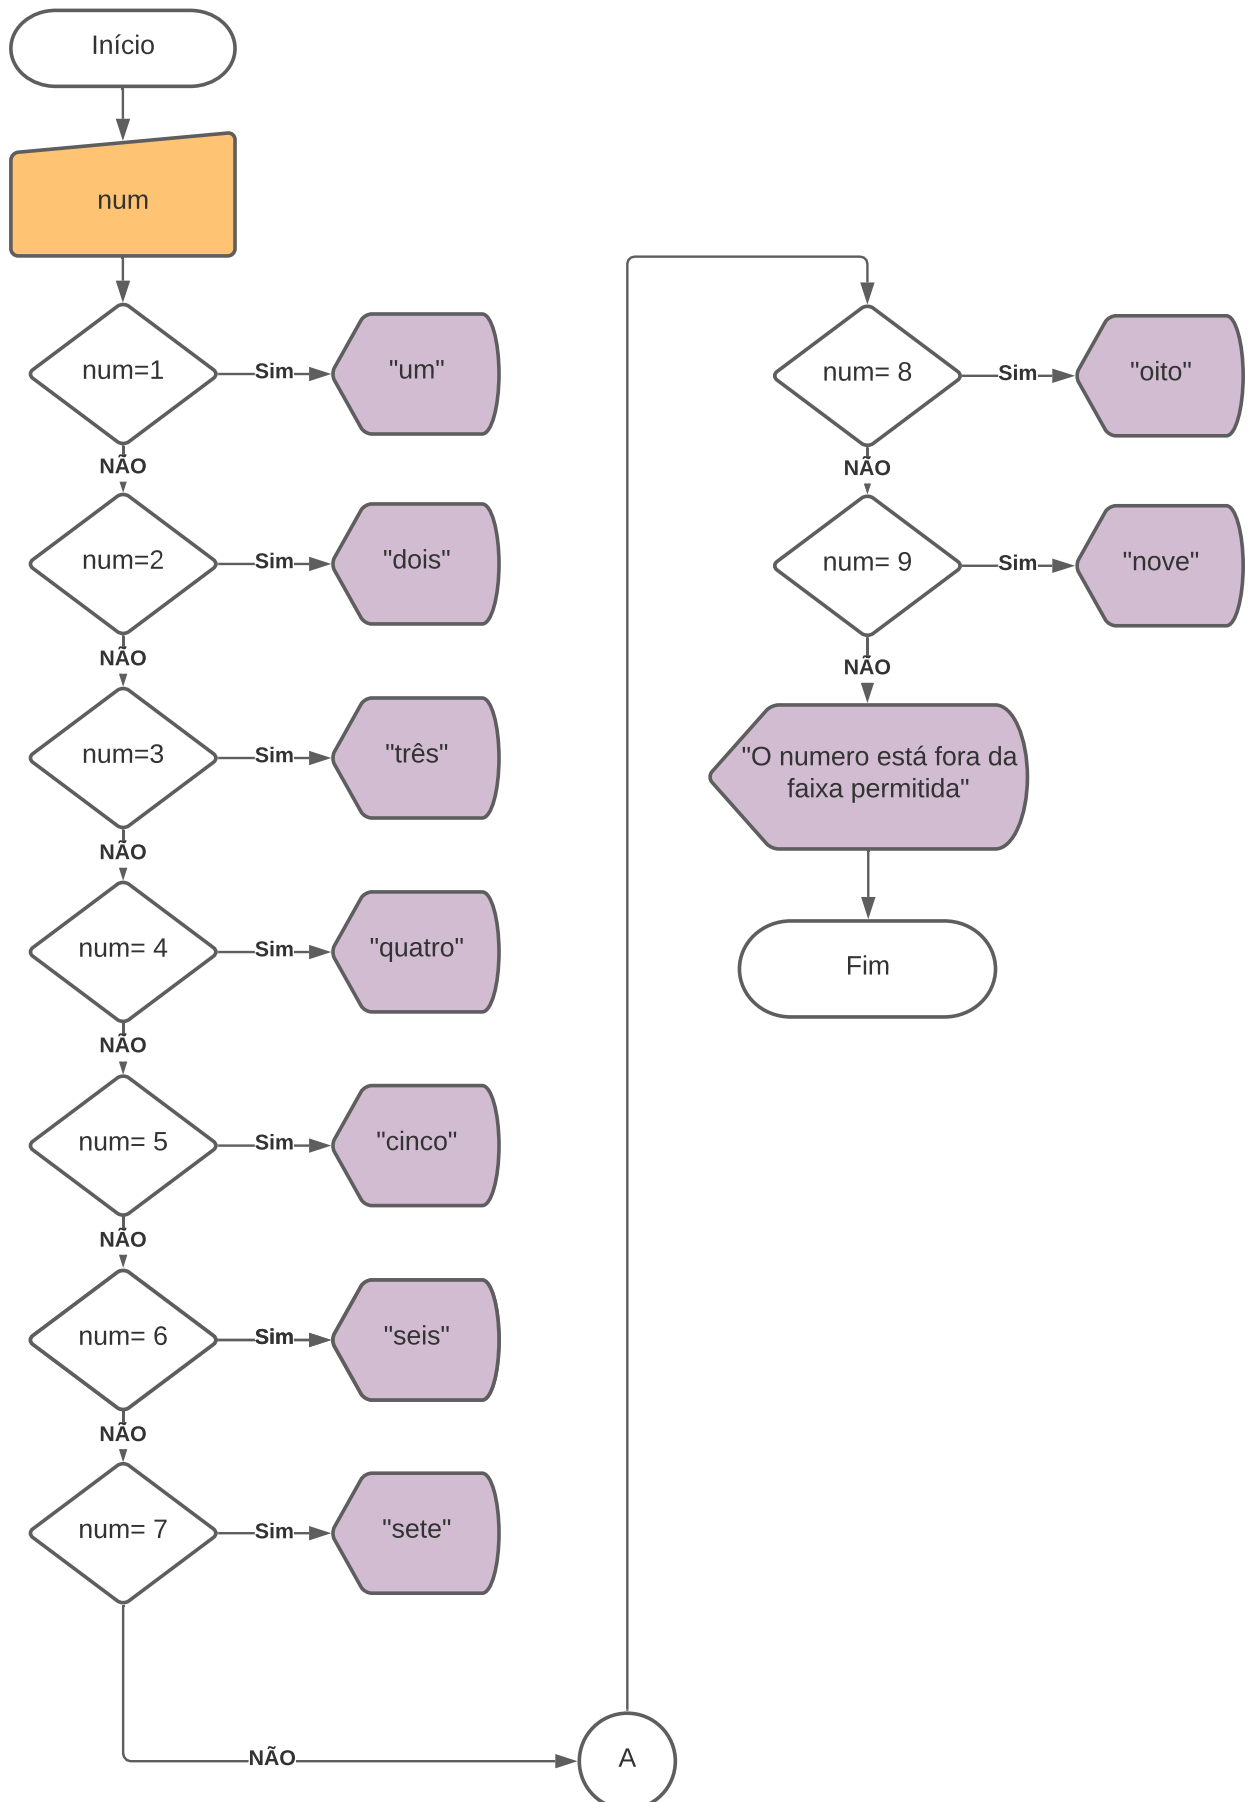 Início
num
num=1
Sim
"um"
NÃO
num=2
Sim
"dois"
NÃO
num=3
Sim
"três"
NÃO
num= 4
Sim
"quatro"
NÃO
num= 5
Sim
"cinco"
NÃO
num= 6
Sim
"seis"
NÃO
num= 7
Sim
"sete"
NÃO
A
num= 8
Sim
"oito"
NÃO
num= 9
Sim
"nove"
NÃO
"O numero está fora da
faixa permitida"
Fim